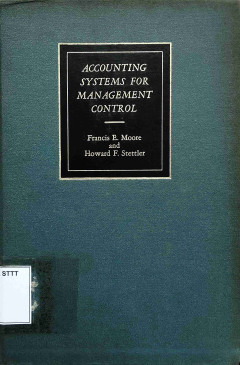 ACCOUNTING
SYSTEMS FOR
MANAGEMENT
CONTROL
Francis E. Moore
and
Howard F. Stettler
STTT